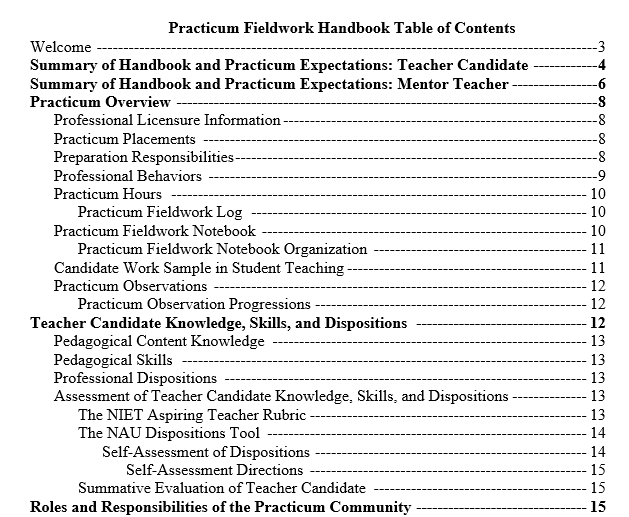 Practicum Fieldwork Handbook Table of Contents
Welcome ----------------------------------------------------------------3
Summary of Handbook and Practicum Expectations: Teacher Candidate ------------4
Summary of Handbook and Practicum Expectations: Mentor Teacher ---------------6
Practicum Overview ------------------------------------------------------8
Professional Licensure Information------------------------------------------8
Practicum Placements ---------------------------------------------------8
Preparation Responsibilities-----------------------------------------------8
Professional Behaviors --------------------------------------------------9
Practicum Hours ------------------------------------------------------ 10
Practicum Fieldwork Log --------------------------------------------- 10
Practicum Fieldwork Notebook --------------------------------------------- 10
Practicum Fieldwork Notebook Organization ----------------------------- 11
Candidate Work Sample in Student Teaching--------------------------------- 11
Practicum Observations -------------------------------------------------- 12
Practicum Observation Progressions ------------------------------------ 12
Teacher Candidate Knowledge, Skills, and Dispositions ----------------------- 12
Pedagogical Content Knowledge ------------------------------------------- 13
Pedagogical Skills ------------------------------------------------------ 13
Professional Dispositions ------------------------------------------------- 13
Assessment of Teacher Candidate Knowledge, Skills, and Dispositions ---------- 13
The NIET Aspiring Teacher Rubric-------------------------------------- 13
The NAU Dispositions Tool ------------------------------------------- 14
Self-Assessment of Dispositions ------------------------------------- 14
Self-Assessment Directions -------------------------------------- 15
Summative Evaluation of Teacher Candidate ----------------------------- 15
Roles and Responsibilities of the Practicum Community ----------------------- 15